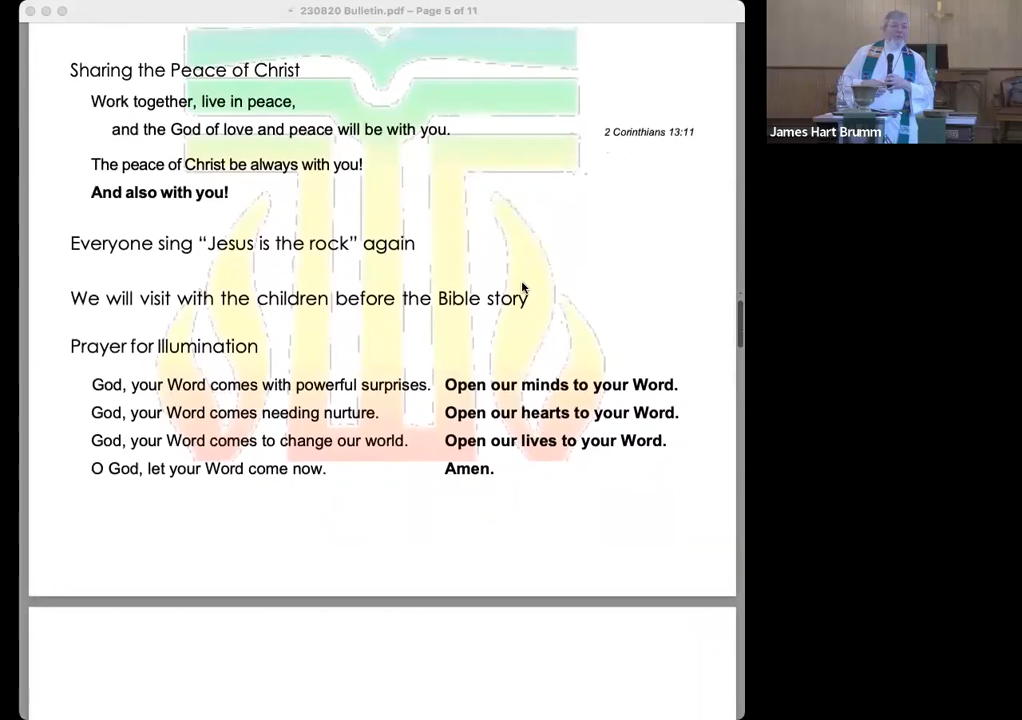 230820 Bulletin.pdf – Page 5 of 11
Sharing the Peace of Christ
Work together, live in peace,
and the God of love and peace will be with you. 2 Corinthians 13:11
The peace of Christ be always with you!
And also with you!
Everyone sing “Jesus is the rock” again
We will visit with the children before the Bible story
Prayer for Illumination
God, your Word comes with powerful surprises. Open our minds to your Word.
God, your Word comes needing nurture. Open our hearts to your Word.
God, your Word comes to change our world. Open our lives to your Word.
O God, let your Word come now. Amen.
James Hart Brumm